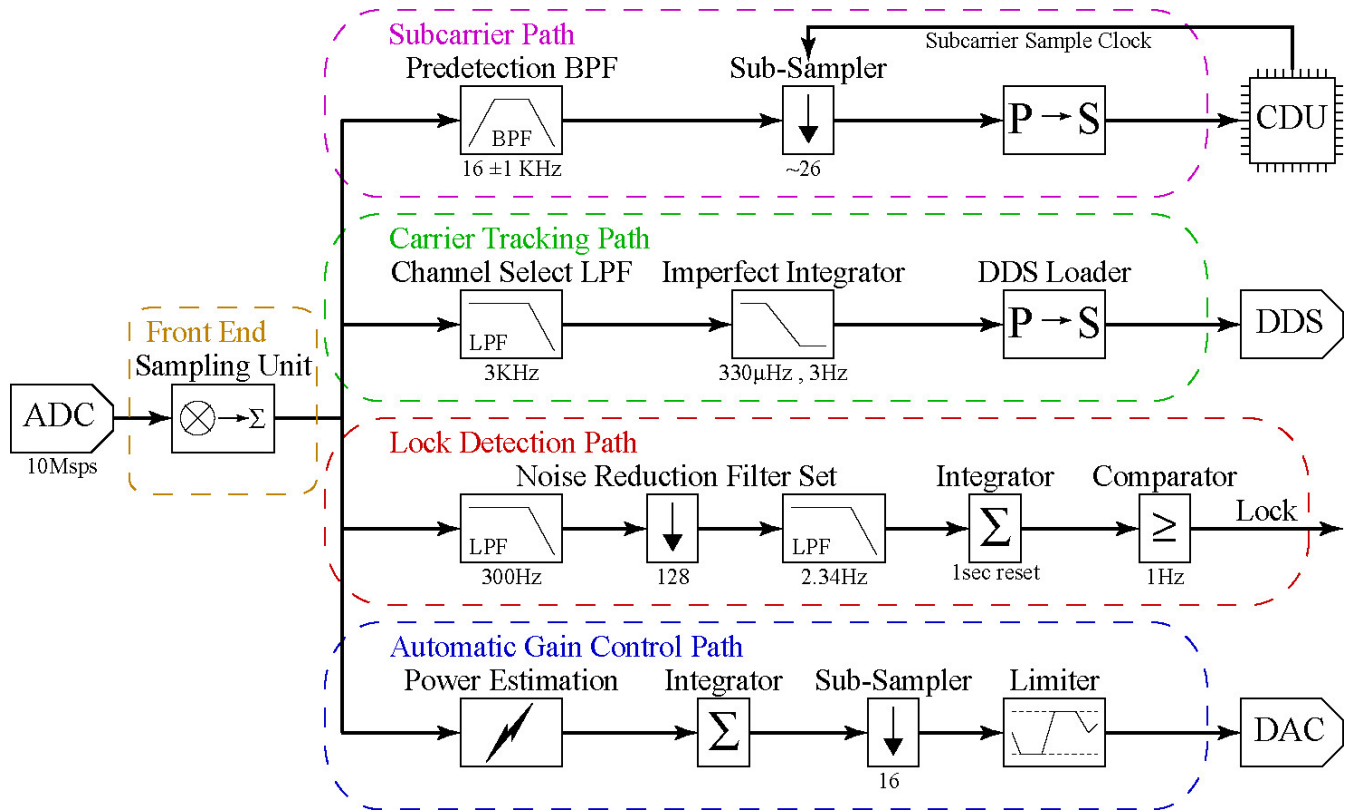 Subcarrier Path
Subcarrier Sample Clock
Predetection BPF
Sub-Sampler
BPF
P → S
CDU
16 ±1 KHz
~26
Carrier Tracking Path
Channel Select LPF
Imperfect Integrator
DDS Loader
LPF
P → S
DDS
3KHz
330µHz , 3Hz
Front End
Sampling Unit
ADC
Σ
10Msps
Lock Detection Path
Noise Reduction Filter Set
Integrator
Comparator
Lock
LPF
LPF
Σ
≥
300Hz
128
2.34Hz
1sec reset
1Hz
Automatic Gain Control Path
Power Estimation
Integrator
Sub-Sampler
Limiter
Σ
DAC
16